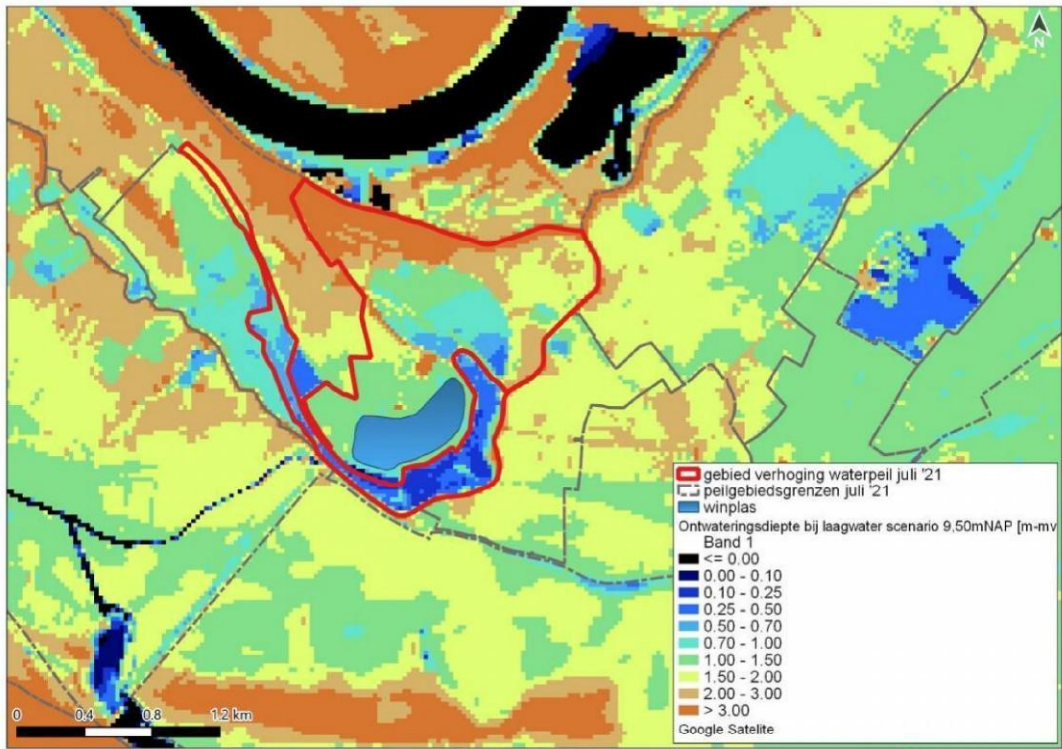 N
gebied verhoging waterpeil juli '21
peilgebiedsgrenzen juli '21
winplas
Ontwateringsdiepte bij laagwater scenario 9,50mNAP [m-mv
Band 1
<= 0.00
0.00 - 0.10
0.10 - 0.25
0.25 - 0.50
0.50 - 0.70
0.70 - 1.00
1.00 - 1.50
1.50 - 2.00
2.00 - 3.00
> 3.00
Google Satelite
0 0.4 0.8 1.2 km